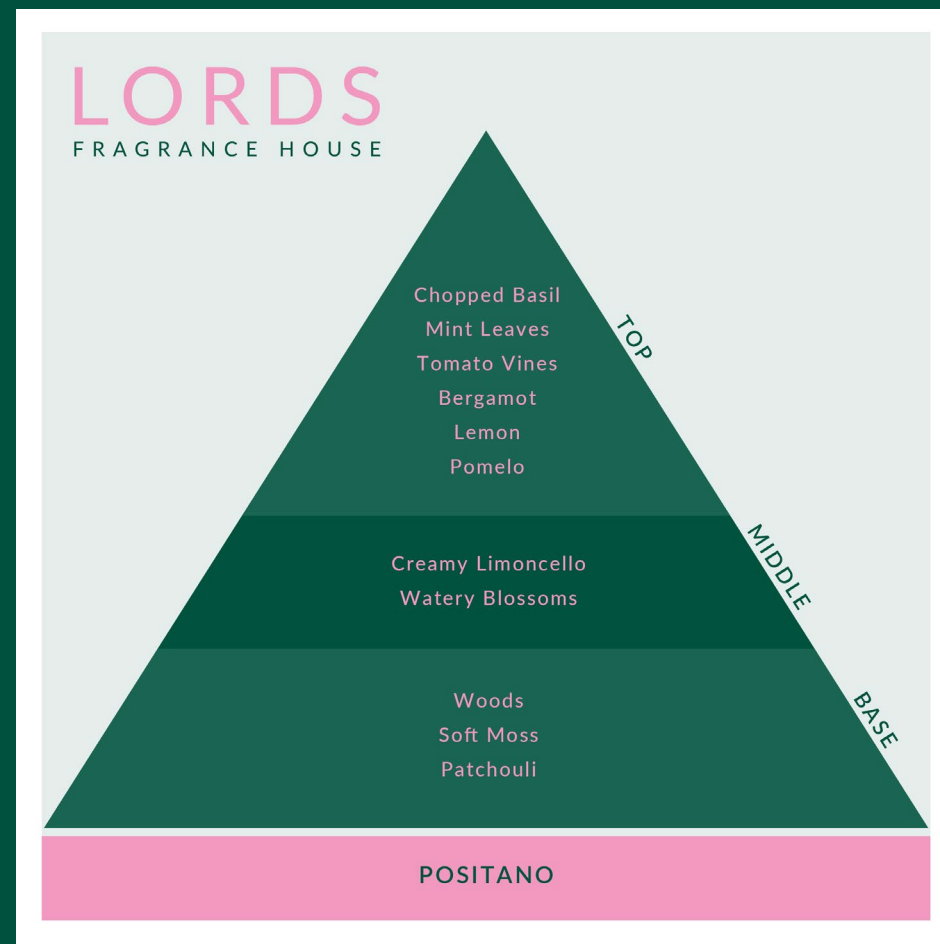 LORDS
FRAGRANCE HOUSE
Chopped Basil
Mint Leaves
Tomato Vines
Bergamot
Lemon
Pomelo
TOP
Creamy Limoncello
Watery Blossoms
MIDDLE
Woods
Soft Moss
Patchouli
BASE
POSITANO